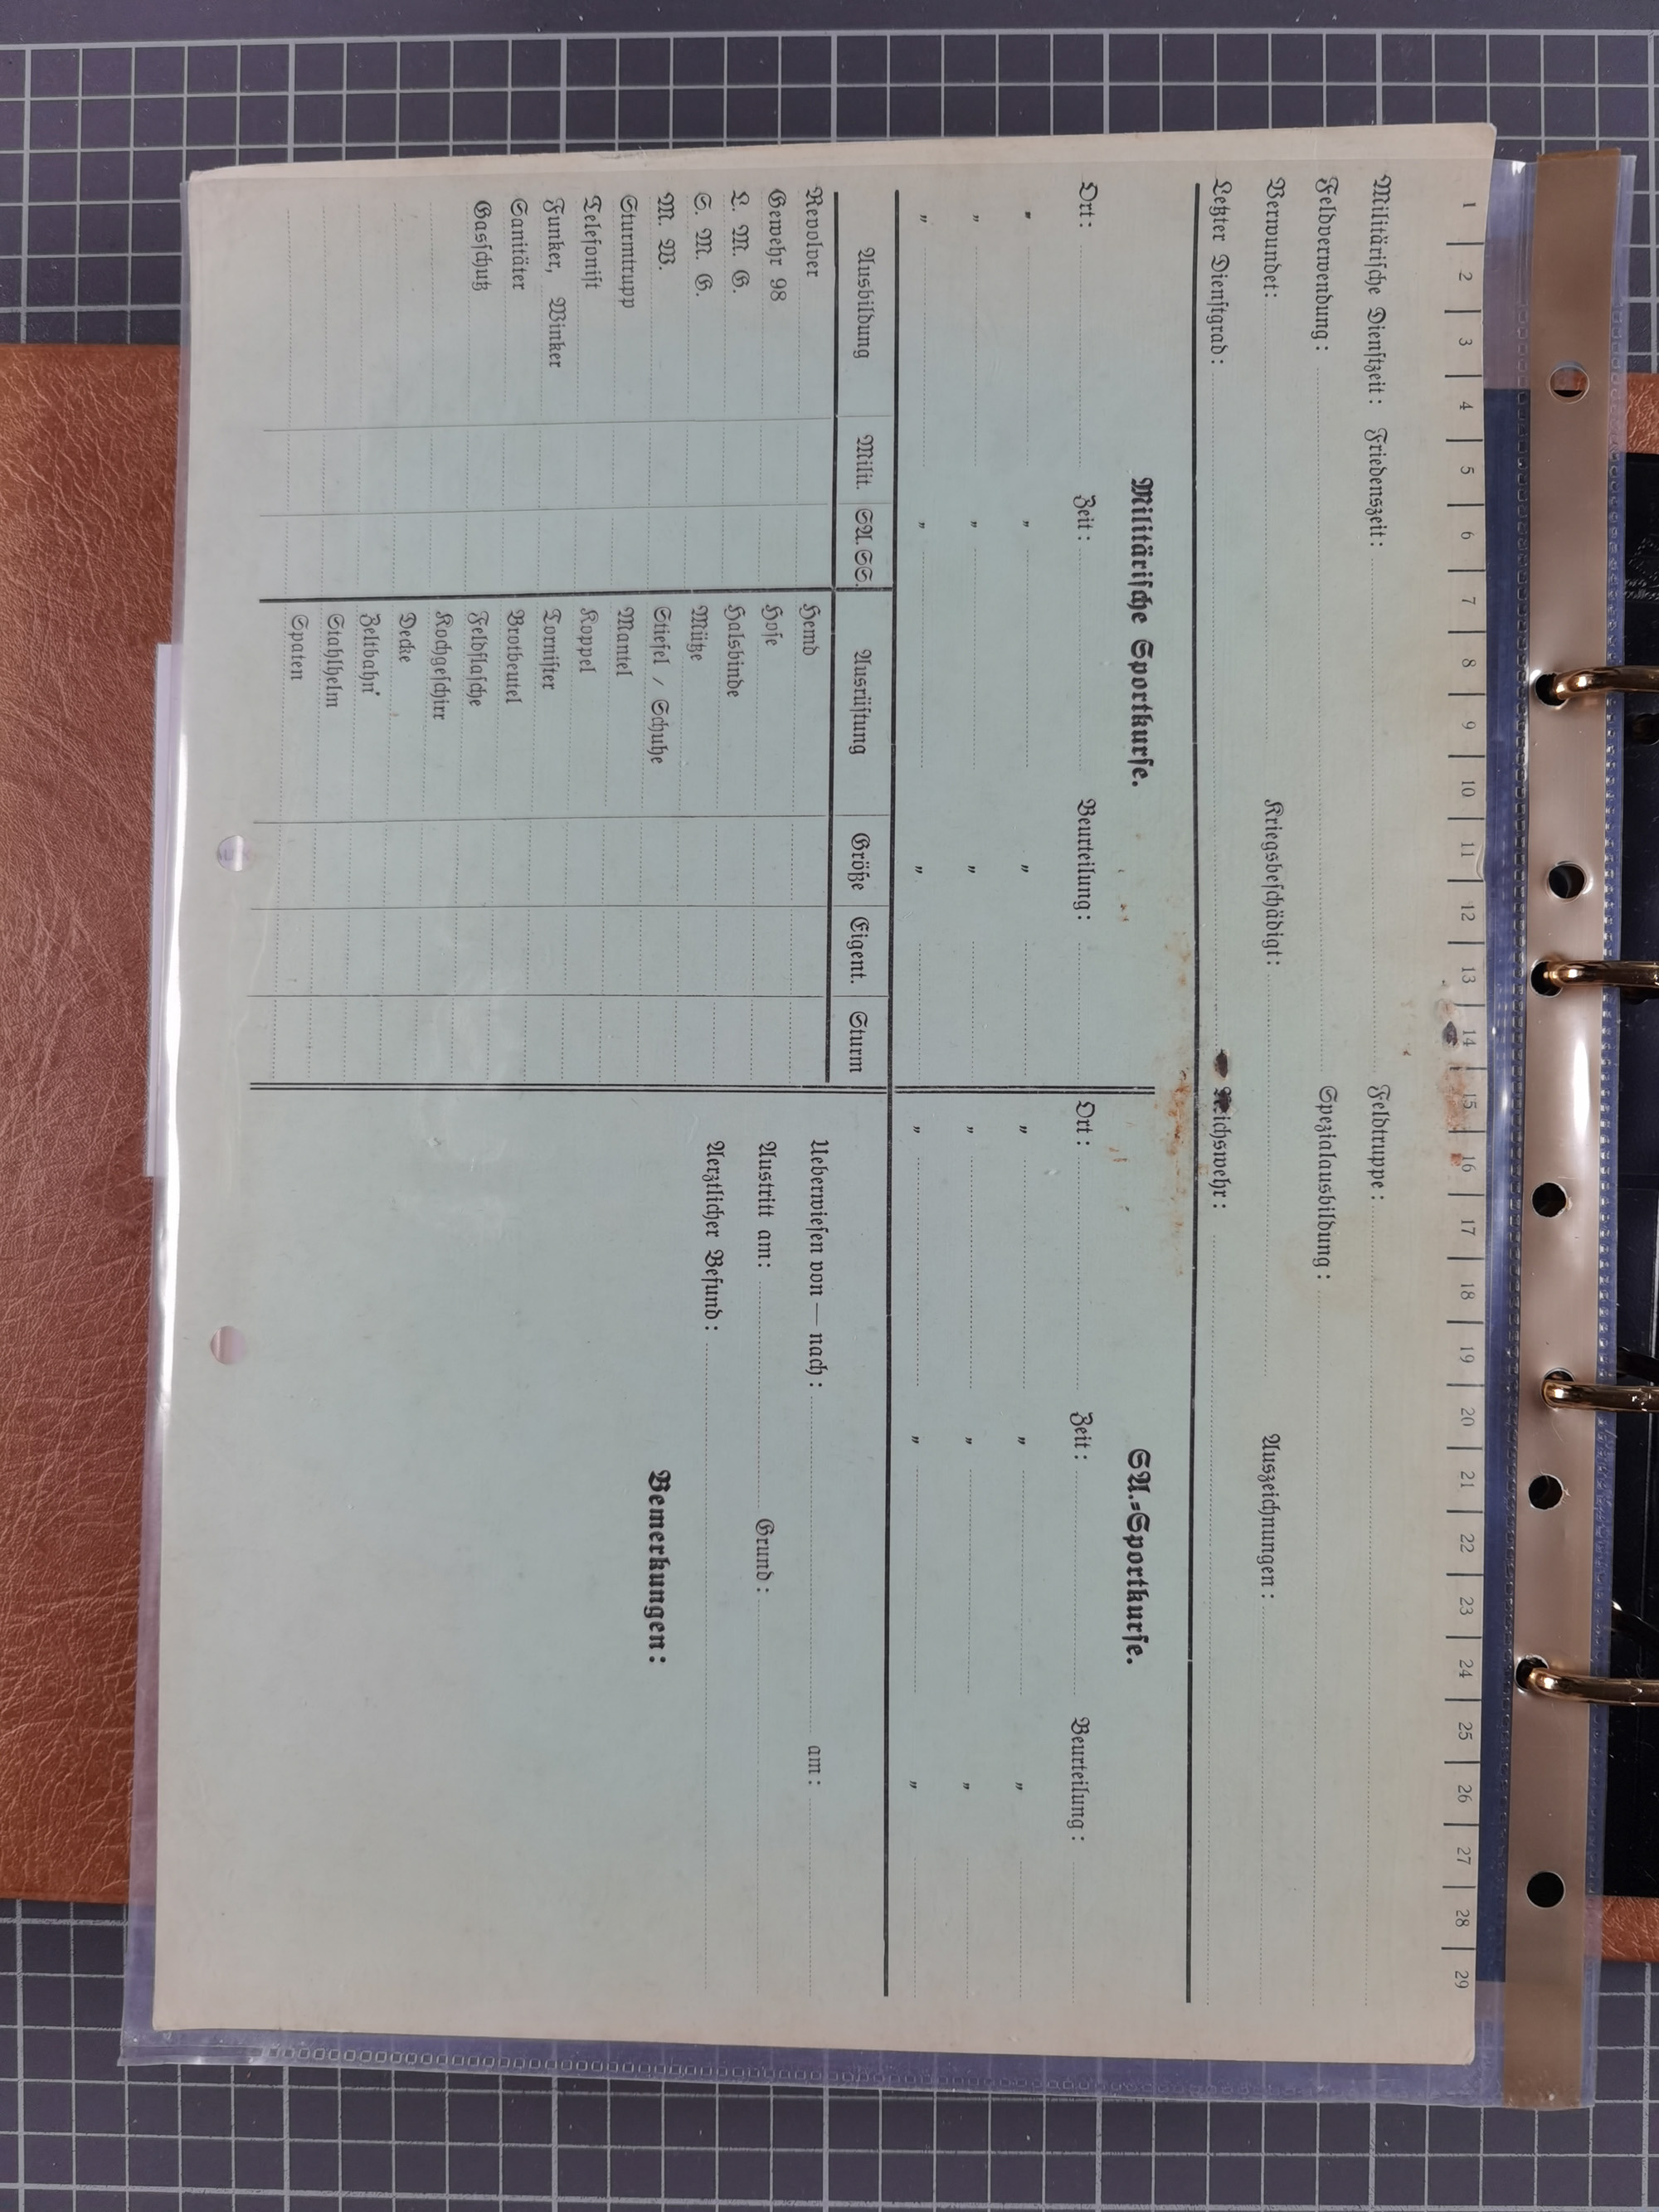 1 2 3 4 5 6 7 8 9 10 11 12 13 14 15 16 17 18 19 20 21 22 23 24 25 26 27 28 29
Militärische Dienstzeit: Friedenszeit: Feldtruppe:
Feldverwendung: Spezialausbildung:
Verwundet: Kriegsbeschädigt: Auszeichnungen:
Letzter Dienstgrad: Reichswehr:
Militärische Sportkurse. SA.=Sportkurse.
Ort: Zeit: Beurteilung: Ort: Zeit: Beurteilung:
" " " " " "
" " " " " "
" " " " " "
Ausbildung Milit. SA. SS. Ausrüstung Größe Eigent. Sturm
Revolver Hemd
Gewehr 98 Hose
L. M. G. Halsbinde
S. M. G. Mütze
M. W. Stiefel / Schuhe
Sturmtrupp Mantel
Telefonist Koppel
Funker, Winker Tornister
Sanitäter Brotbeutel
Gasschutz Feldflasche
Kochgeschirr
Decke
Zeltbahn
Stahlhelm
Spaten
Ueberwiesen von — nach: am:
Austritt am: Grund:
Aerztlicher Befund:
Bemerkungen: